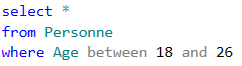 select *
from Personne
where Age between 18 and 26